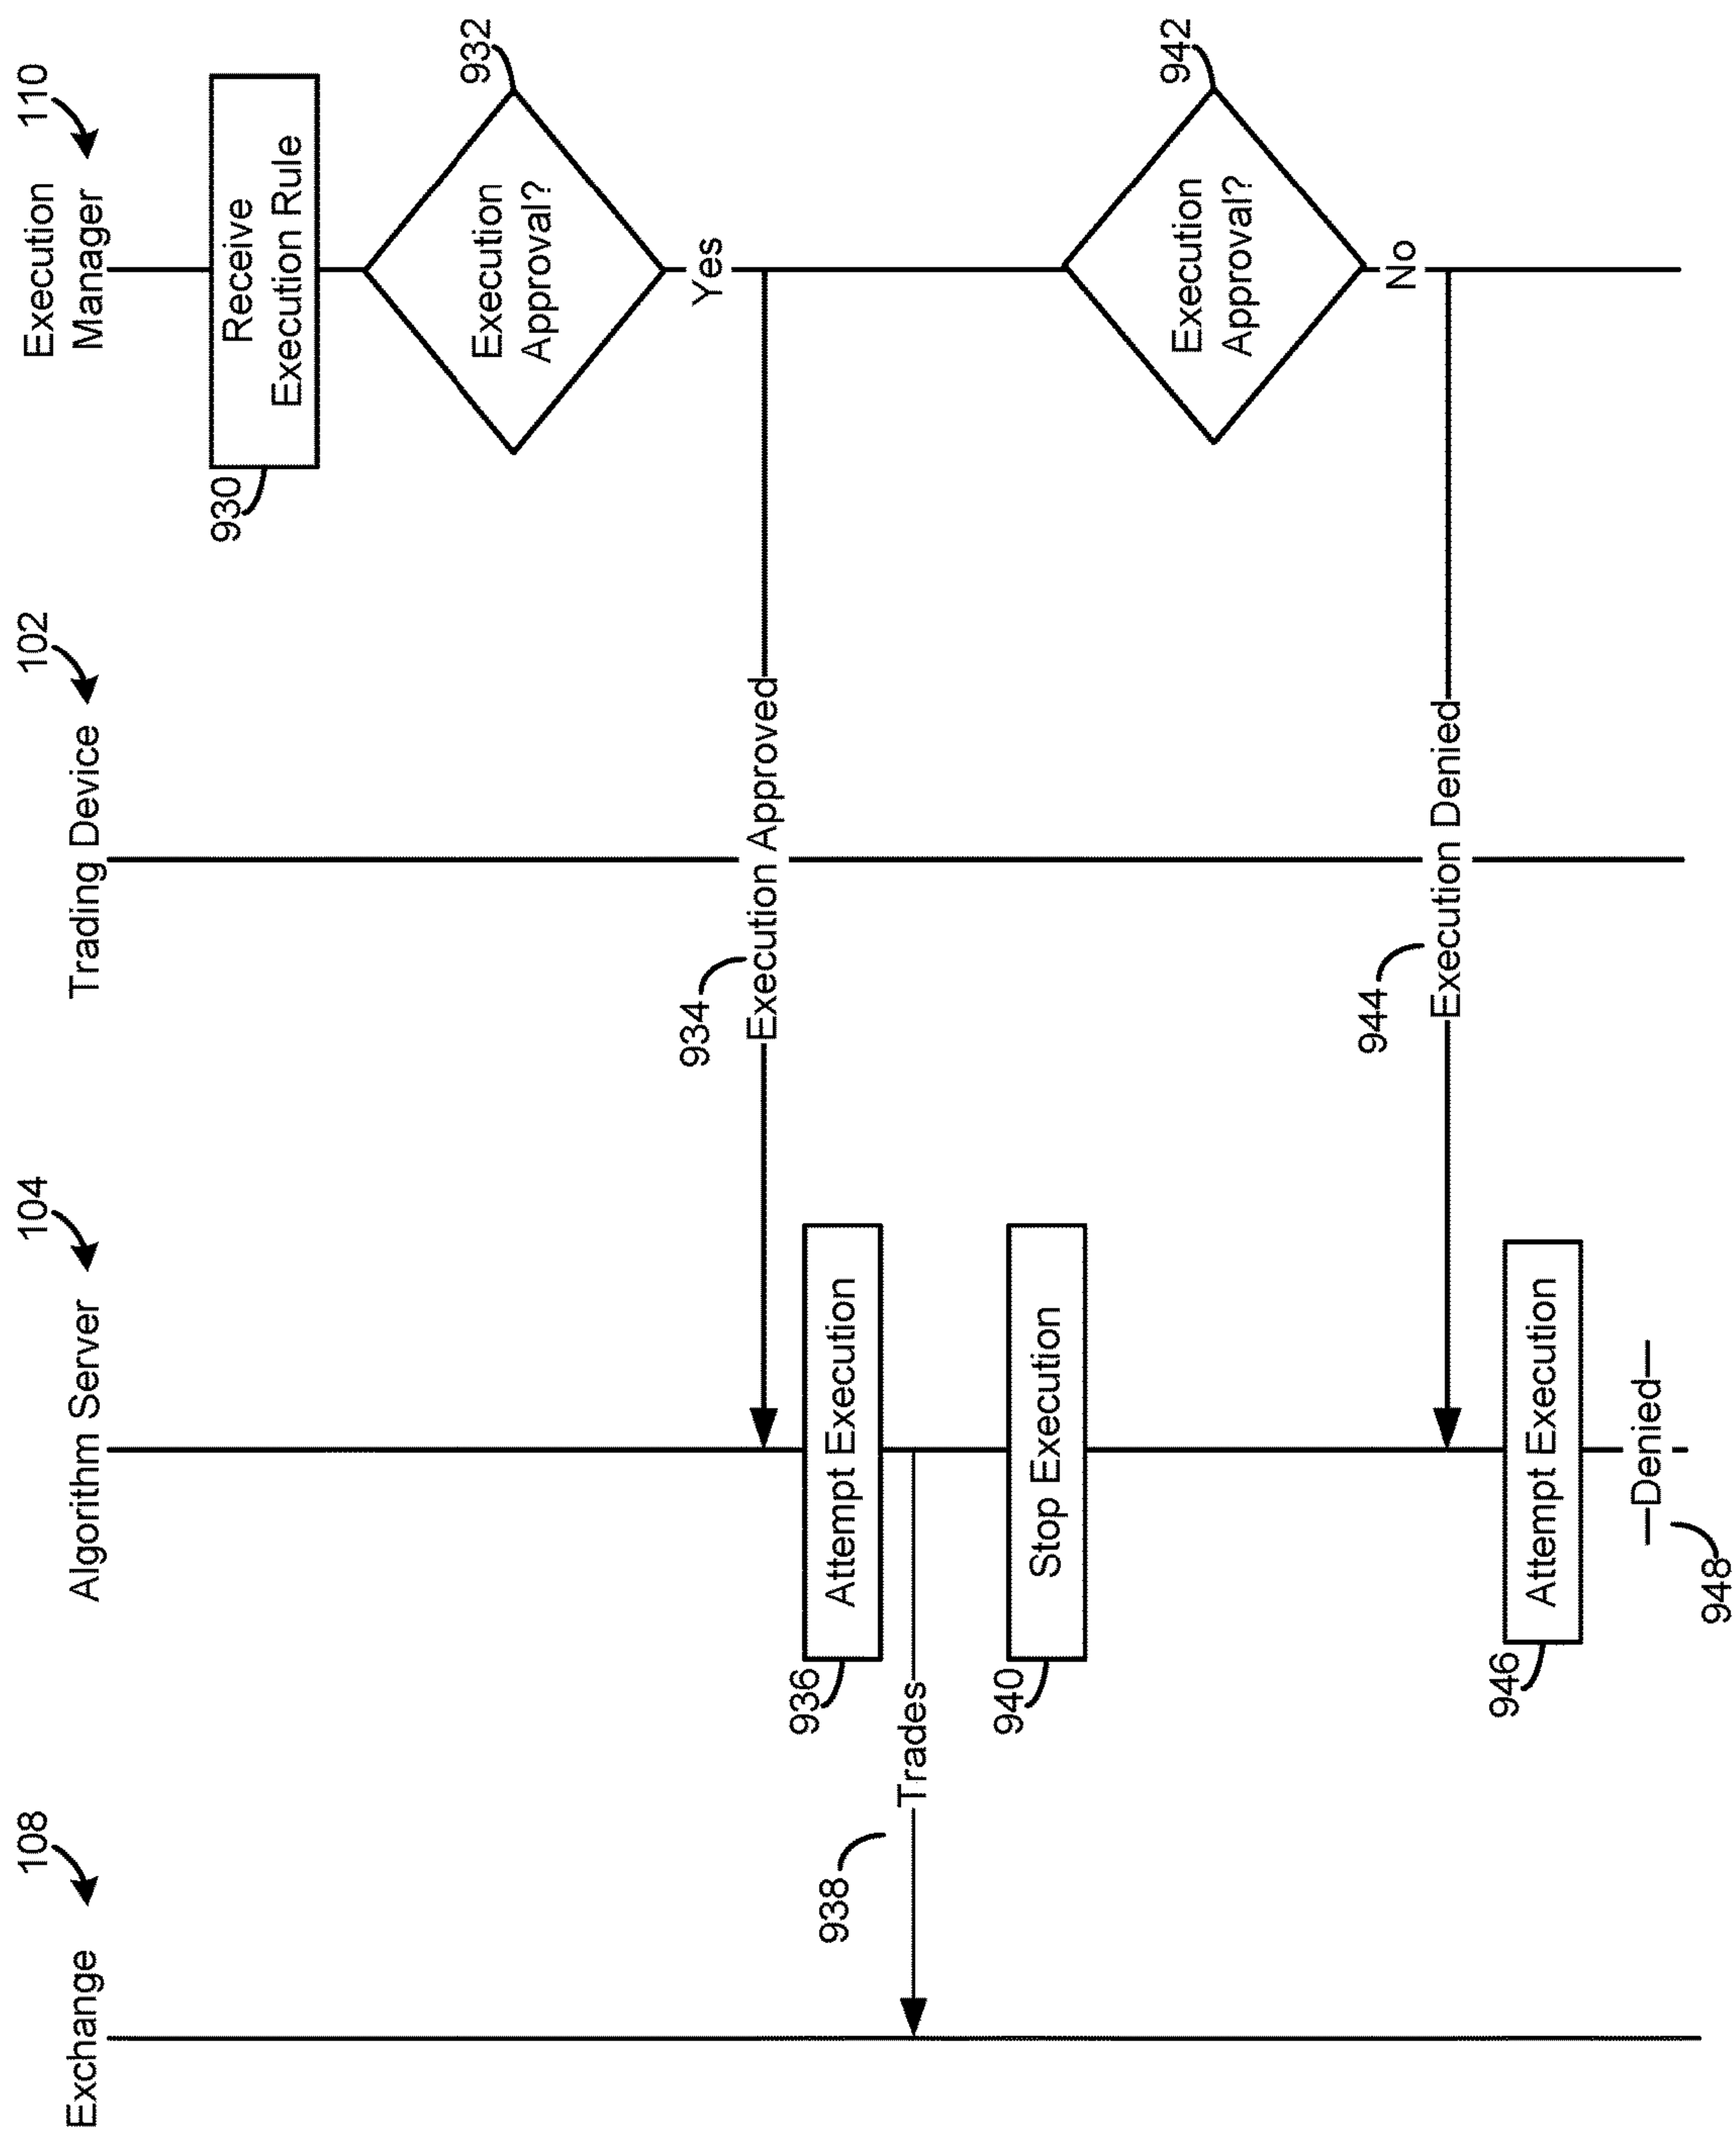 108
104
102
110
Exchange
Algorithm Server
Trading Device
Execution
Manager
930
Receive
Execution Rule
932
Execution
Approval?
Yes
934
Execution Approved
936
Attempt Execution
938
Trades
940
Stop Execution
942
Execution
Approval?
No
944
Execution Denied
946
Attempt Execution
948
Denied